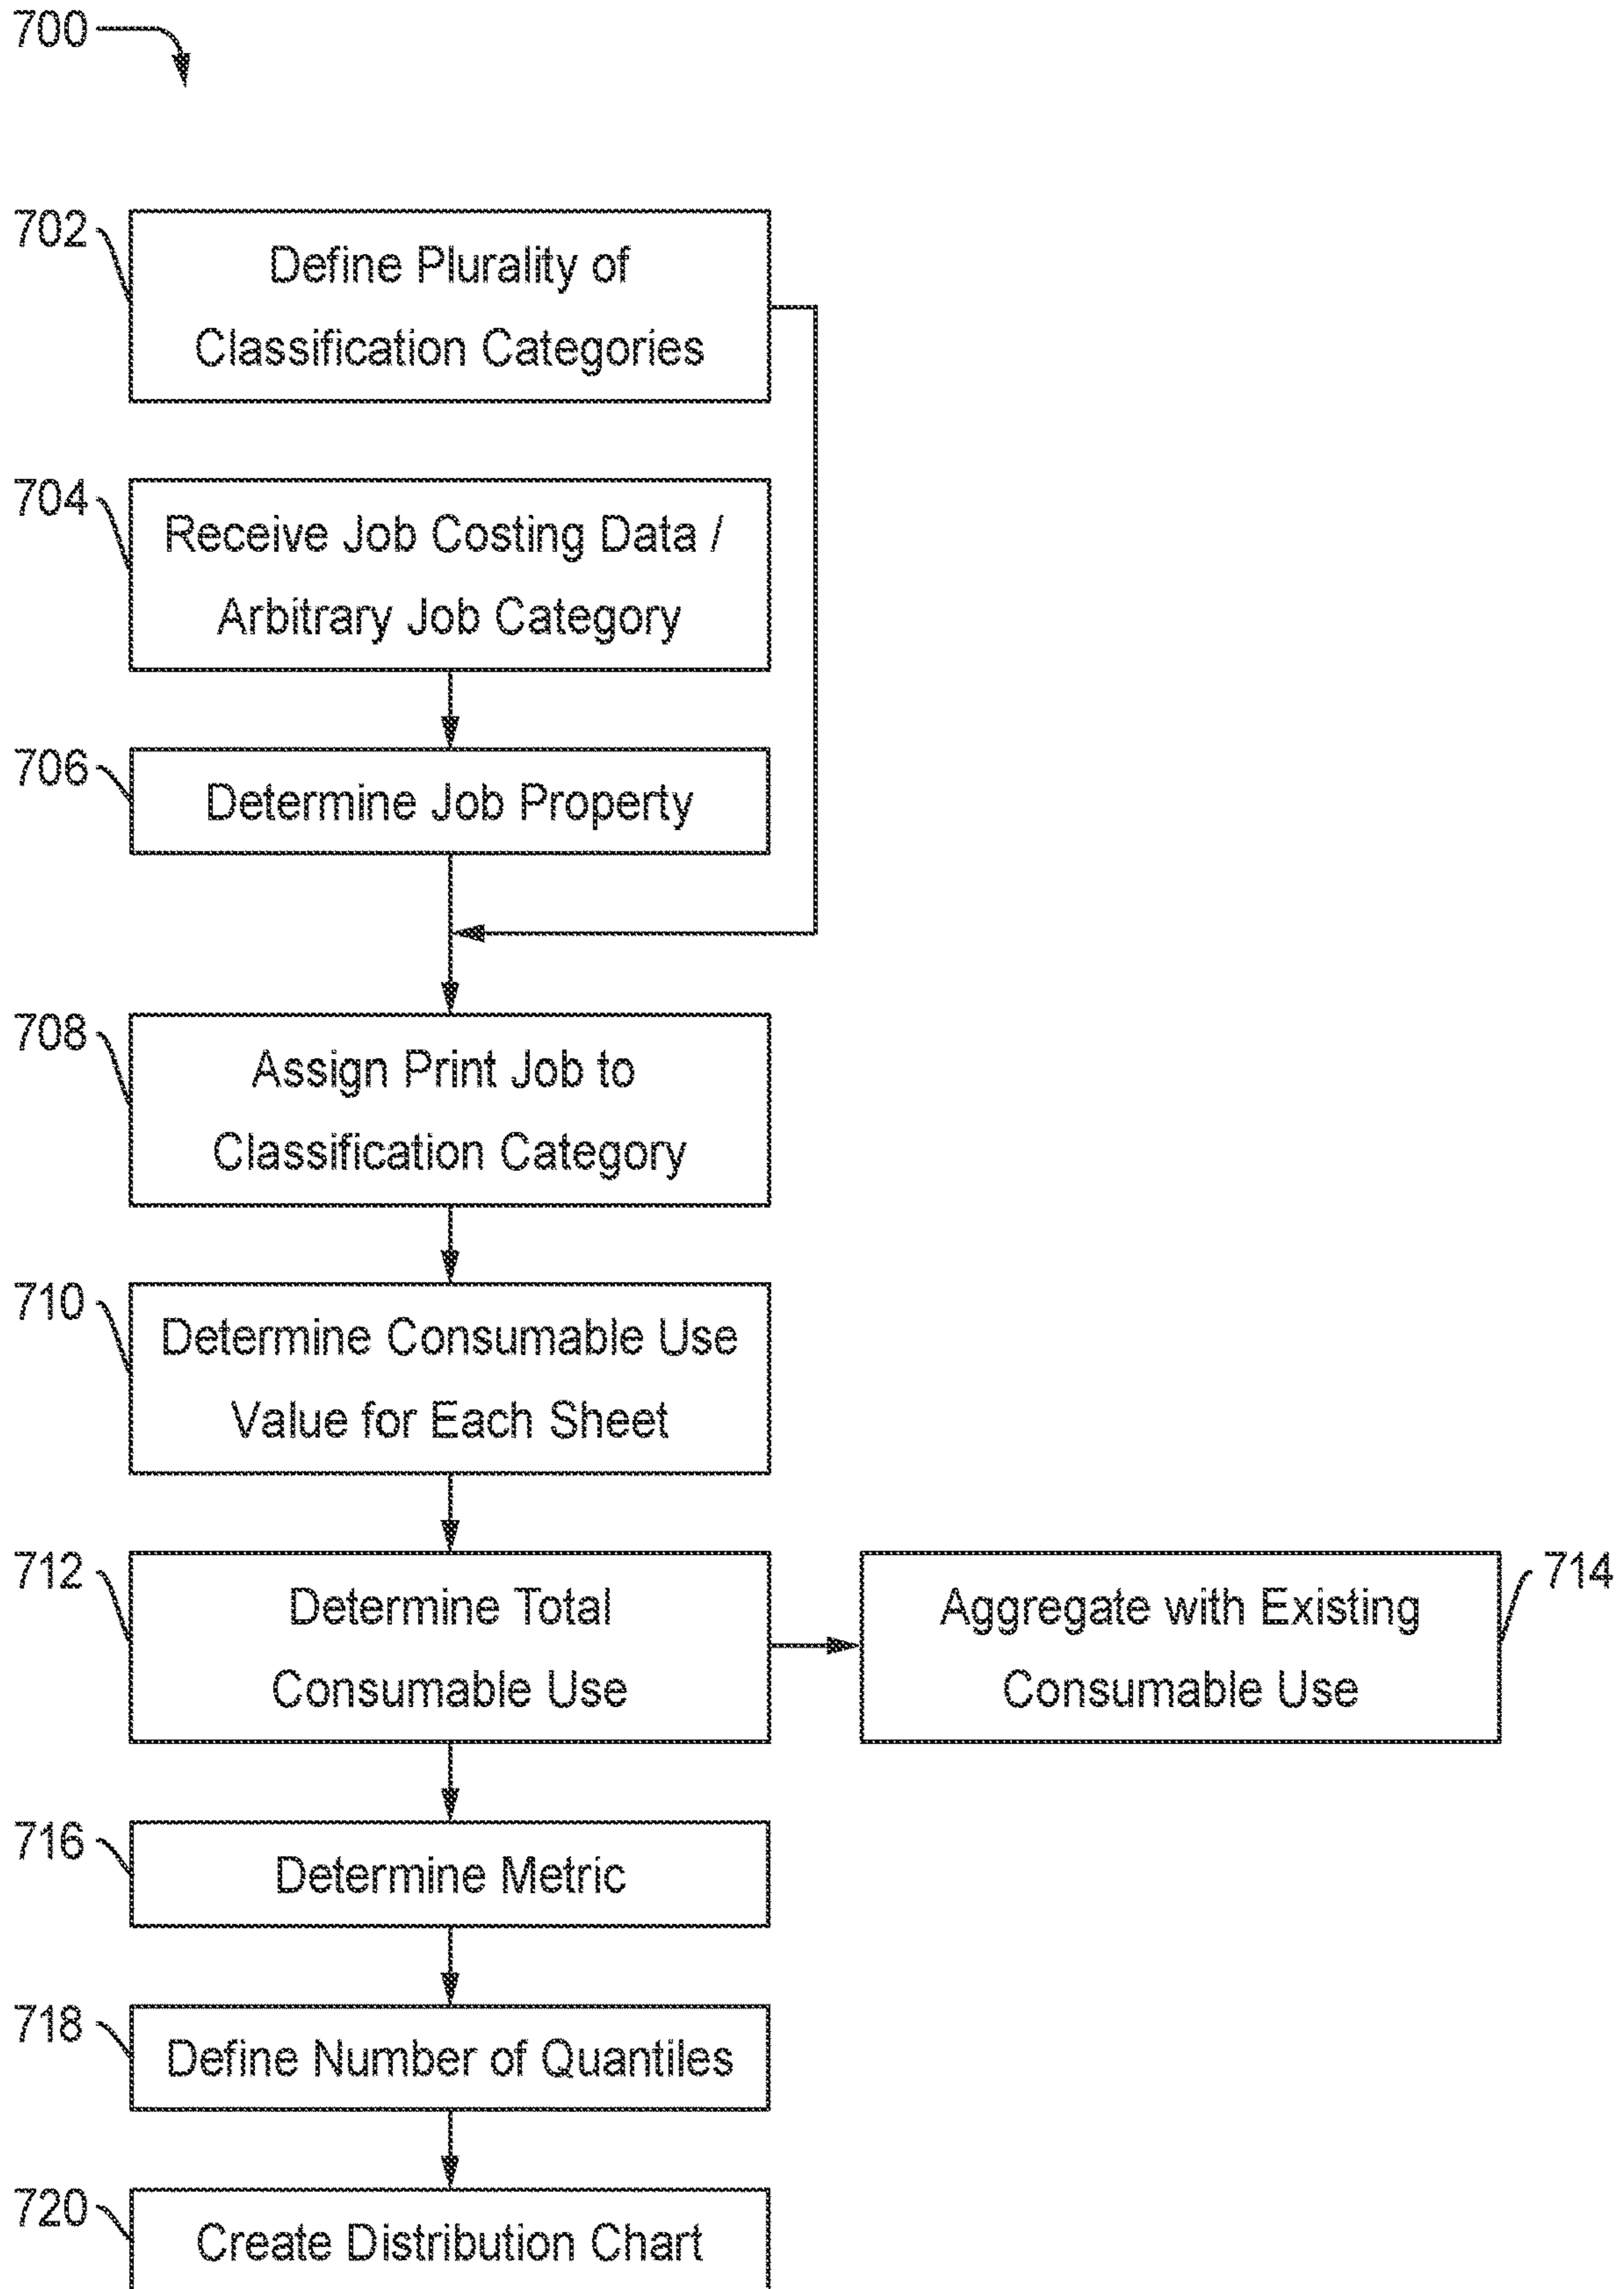 700
702
Define Plurality of
Classification Categories
704
Receive Job Costing Data /
Arbitrary Job Category
706
Determine Job Property
708
Assign Print Job to
Classification Category
710
Determine Consumable Use
Value for Each Sheet
712
Determine Total
Consumable Use
714
Aggregate with Existing
Consumable Use
716
Determine Metric
718
Define Number of Quantiles
720
Create Distribution Chart